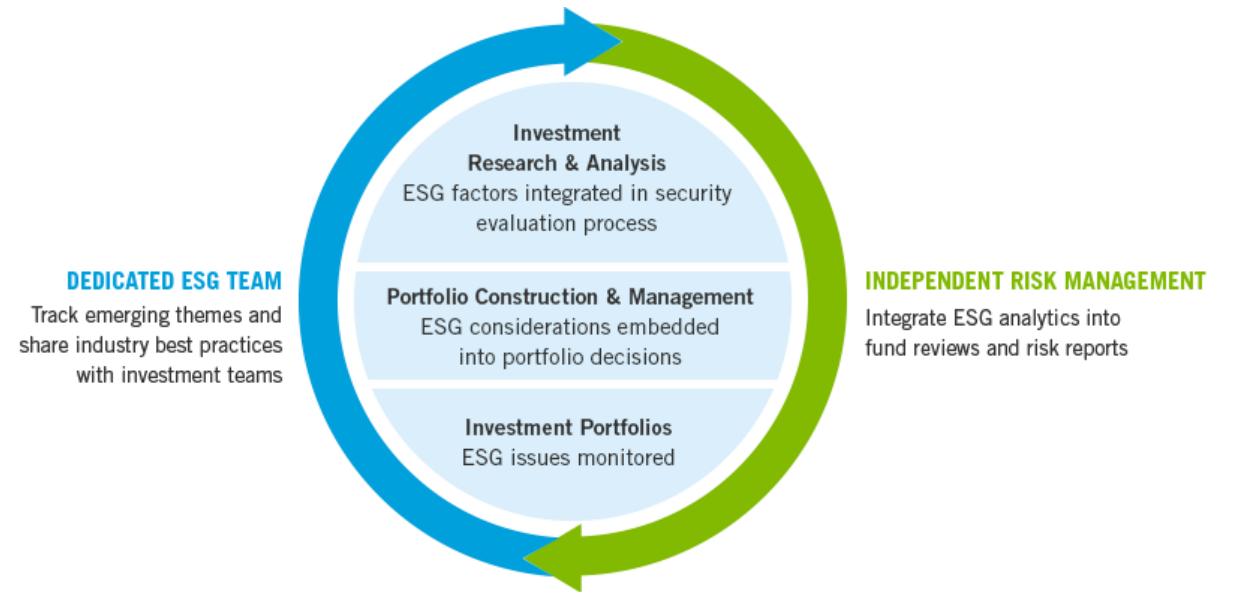 Investment
Research & Analysis
ESG factors integrated in security
evaluation process
DEDICATED ESG TEAM
Track emerging themes and
share industry best practices
with investment teams
Portfolio Construction & Management
ESG considerations embedded
into portfolio decisions
INDEPENDENT RISK MANAGEMENT
Integrate ESG analytics into
fund reviews and risk reports
Investment Portfolios
ESG issues monitored